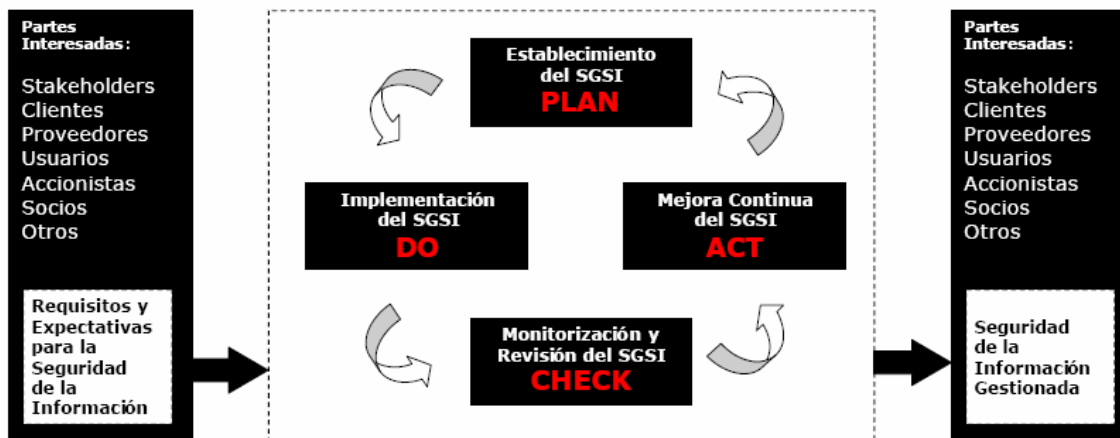 Partes
Interesadas:
Stakeholders
Clientes
Proveedores
Usuarios
Accionistas
Socios
Otros
Requisitos y
Expectativas
para la
Seguridad
de la
Información
Establecimiento
del SGSI
PLAN
Implementación
del SGSI
DO
Mejora Continua
del SGSI
ACT
Monitorización y
Revisión del SGSI
CHECK
Partes
Interesadas:
Stakeholders
Clientes
Proveedores
Usuarios
Accionistas
Socios
Otros
Seguridad
de la
Información
Gestionada